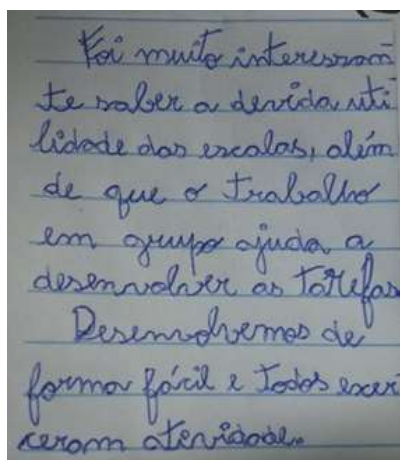 Foi muito interessan
te saber a devida uti
lidade das escalas, além
de que o trabalho
em grupo ajuda a
desenvolver as tarefas
Desenvolvemos de
forma fácil e todos exer
ceram atividade.